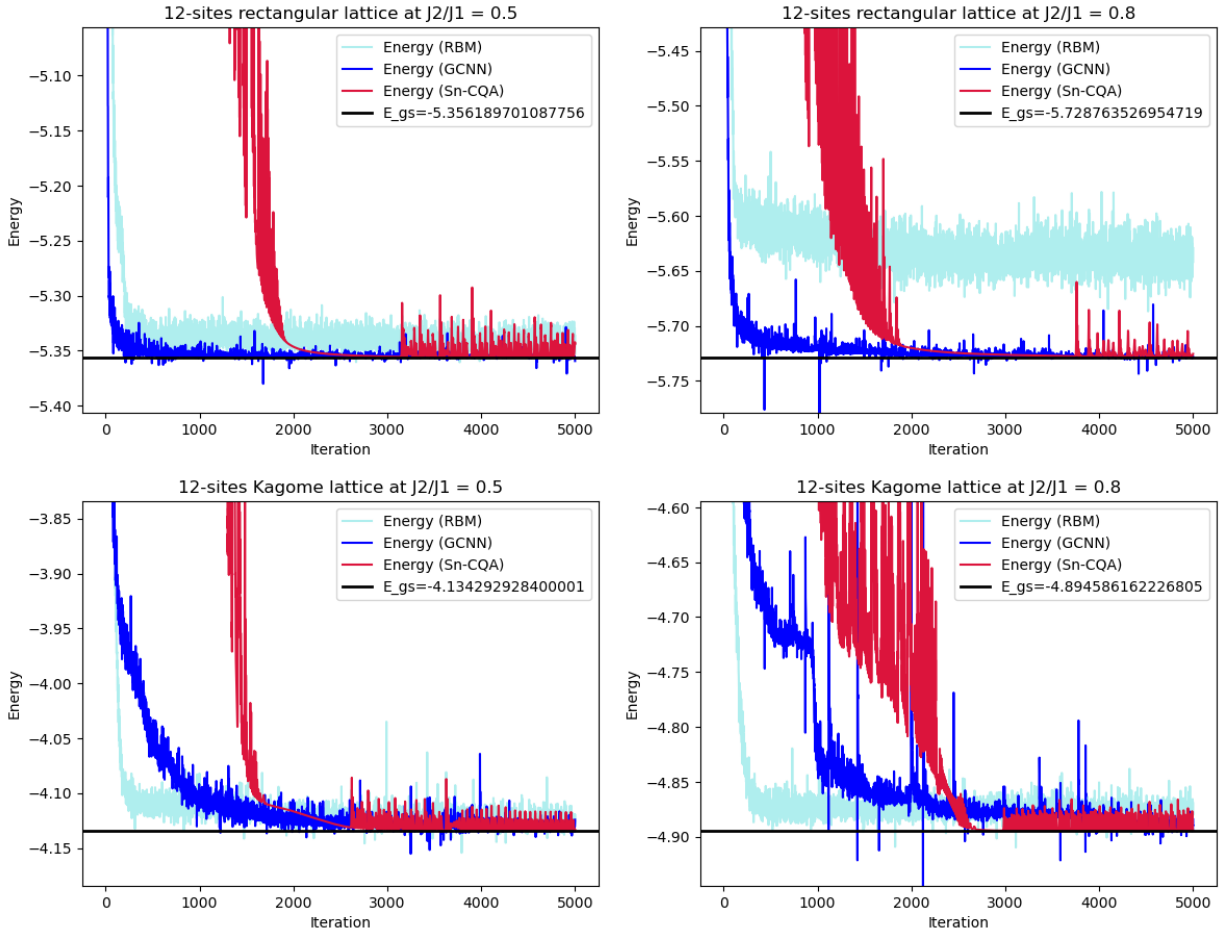 12-sites rectangular lattice at J2/J1 = 0.5
Energy (RBM)
Energy (GCNN)
Energy (Sn-CQA)
E_gs=-5.356189701087756
−5.10
−5.15
−5.20
−5.25
−5.30
−5.35
−5.40
Energy
0 1000 2000 3000 4000 5000
Iteration
12-sites rectangular lattice at J2/J1 = 0.8
Energy (RBM)
Energy (GCNN)
Energy (Sn-CQA)
E_gs=-5.728763526954719
−5.45
−5.50
−5.55
−5.60
−5.65
−5.70
−5.75
Energy
0 1000 2000 3000 4000 5000
Iteration
12-sites Kagome lattice at J2/J1 = 0.5
Energy (RBM)
Energy (GCNN)
Energy (Sn-CQA)
E_gs=-4.134292928400001
−3.85
−3.90
−3.95
−4.00
−4.05
−4.10
−4.15
Energy
0 1000 2000 3000 4000 5000
Iteration
12-sites Kagome lattice at J2/J1 = 0.8
Energy (RBM)
Energy (GCNN)
Energy (Sn-CQA)
E_gs=-4.894586162226805
−4.60
−4.65
−4.70
−4.75
−4.80
−4.85
−4.90
Energy
0 1000 2000 3000 4000 5000
Iteration